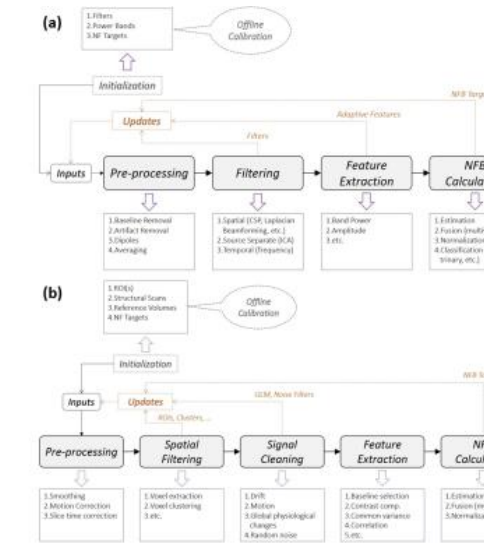 (a)
1.Filters
2.Power Bands
3.NF Targets
Offline
Calibration
Initialization
NFB Targ
Updates
Adaptive Features
Filters
Inputs
Pre-processing
Filtering
Feature
Extraction
NFB
Calcula
1.Baseline Removal
2.Artifact Removal
3.Dipoles
4.Averaging
1.Spatial (CSP, Laplacian
Beamforming, etc.)
2.Source Separate (ICA)
3.Temporal (frequency)
1.Band Power
2.Amplitude
3.etc.
1.Estimation
2.Fusion (multi
3.Normalization
4.Classification
trinary, etc.)
(b)
1.ROI(s)
2.Structural Scans
3.Reference Volumes
4.NF Targets
Offline
Calibration
Initialization
NFB Ta
Inputs
Updates
GLM, Noise Filters
ROIs, Clusters, ...
Pre-processing
Spatial
Filtering
Signal
Cleaning
Feature
Extraction
NF
Calcul
1.Smoothing
2.Motion Correction
3.Slice time correction
1.Voxel extraction
2.Voxel clustering
3.etc.
1.Drift
2.Motion
3.Global physiological
changes
4.Random noise
1.Baseline selection
2.Contrast comp.
3.Common variance
4.Correlation
5.etc.
1.Estimation
2.Fusion (m
3.Normaliza